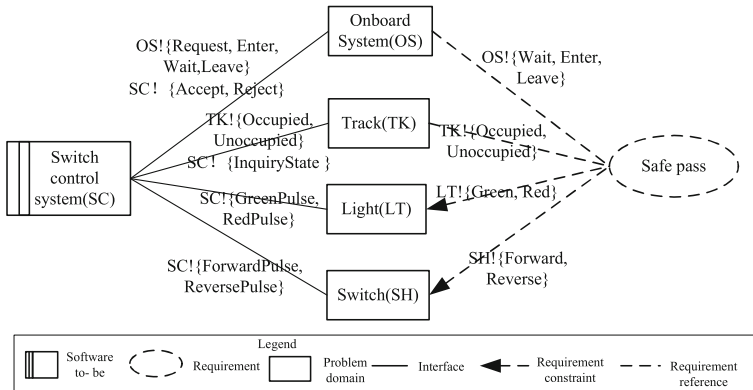 Onboard
System(OS)
OS!{Request, Enter,
Wait,Leave}
SC! {Accept, Reject}
OS!{Wait, Enter,
Leave}
Track(TK)
TK!{Occupied,
Unoccupied}
SC! {InquiryState }
TK!{Occupied,
Unoccupied}
Switch
control
system(SC)
Safe pass
SC!{GreenPulse,
RedPulse}
Light(LT)
LT!{Green, Red}
SC!{ForwardPulse,
ReversePulse}
Switch(SH)
SH!{Forward,
Reverse}
Legend
Software
to- be
Requirement
Problem
domain
Interface
Requirement
constraint
Requirement
reference